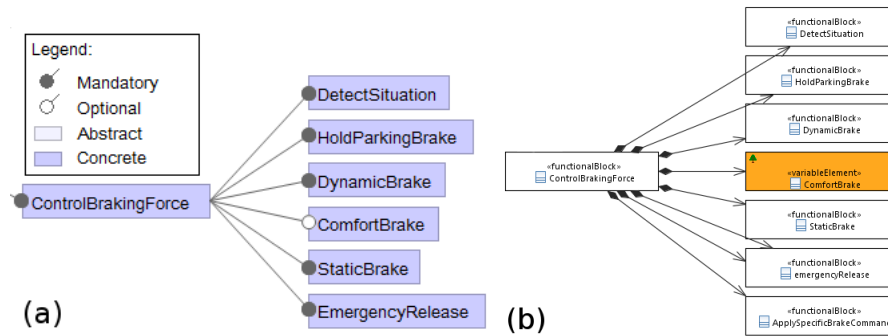 Legend:
Mandatory
Optional
Abstract
Concrete
ControlBrakingForce
DetectSituation
HoldParkingBrake
DynamicBrake
ComfortBrake
StaticBrake
EmergencyRelease
(a)
«functionalBlock»
ControlBrakingForce
«functionalBlock»
DetectSituation
«functionalBlock»
HoldParkingBrake
«functionalBlock»
DynamicBrake
«variableElement»
ComfortBrake
«functionalBlock»
StaticBrake
«functionalBlock»
emergencyRelease
«functionalBlock»
ApplySpecificBrakeCommand
(b)